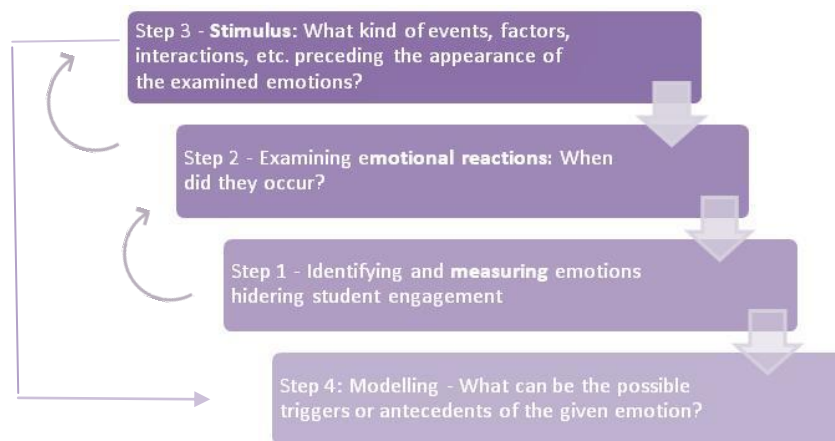 Step 3 - Stimulus: What kind of events, factors,
interactions, etc. preceding the appearance of
the examined emotions?
Step 2 - Examining emotional reactions: When
did they occur?
Step 1 - Identifying and measuring emotions
hidering student engagement
Step 4: Modelling - What can be the possible
triggers or antecedents of the given emotion?